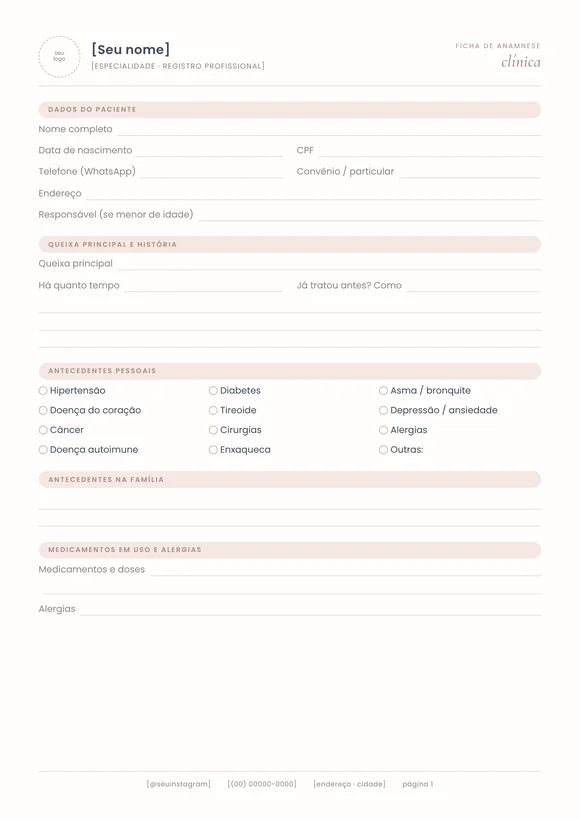 seu
logo
[Seu nome]
[ESPECIALIDADE · REGISTRO PROFISSIONAL]
FICHA DE ANAMNESE
clínica
DADOS DO PACIENTE
Nome completo
Data de nascimento CPF
Telefone (WhatsApp) Convênio / particular
Endereço
Responsável (se menor de idade)
QUEIXA PRINCIPAL E HISTÓRIA
Queixa principal
Há quanto tempo Já tratou antes? Como
ANTECEDENTES PESSOAIS
Hipertensão Diabetes Asma / bronquite
Doença do coração Tireoide Depressão / ansiedade
Câncer Cirurgias Alergias
Doença autoimune Enxaqueca Outras:
ANTECEDENTES NA FAMÍLIA
MEDICAMENTOS EM USO E ALERGIAS
Medicamentos e doses
Alergias
[@seuinstagram] [(00) 00000-0000] [endereço · cidade] página 1